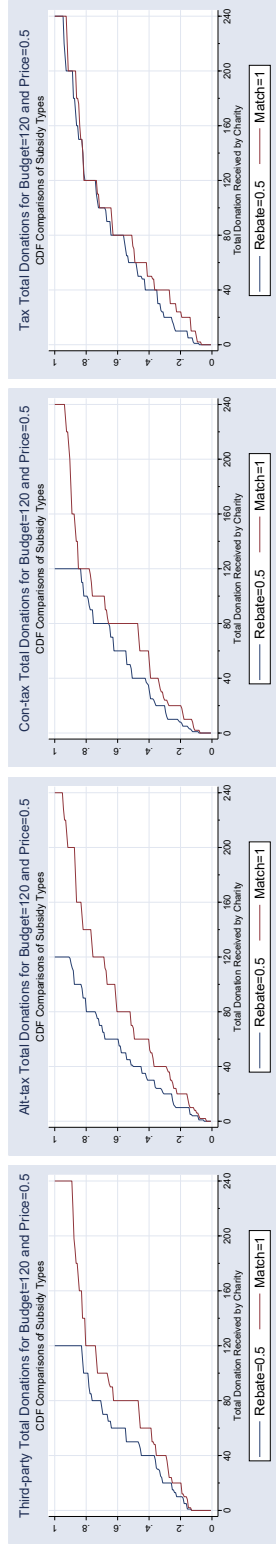 Third-party Total Donations for Budget=120 and Price=0.5
CDF Comparisons of Subsidy Types
1
.8
.6
.4
.2
0
0 40 80 120 160 200 240
Total Donation Received by Charity
Rebate=0.5 Match=1
Alt-tax Total Donations for Budget=120 and Price=0.5
CDF Comparisons of Subsidy Types
1
.8
.6
.4
.2
0
0 40 80 120 160 200 240
Total Donation Received by Charity
Rebate=0.5 Match=1
Con-tax Total Donations for Budget=120 and Price=0.5
CDF Comparisons of Subsidy Types
1
.8
.6
.4
.2
0
0 40 80 120 160 200 240
Total Donation Received by Charity
Rebate=0.5 Match=1
Tax Total Donations for Budget=120 and Price=0.5
CDF Comparisons of Subsidy Types
1
.8
.6
.4
.2
0
0 40 80 120 160 200 240
Total Donation Received by Charity
Rebate=0.5 Match=1